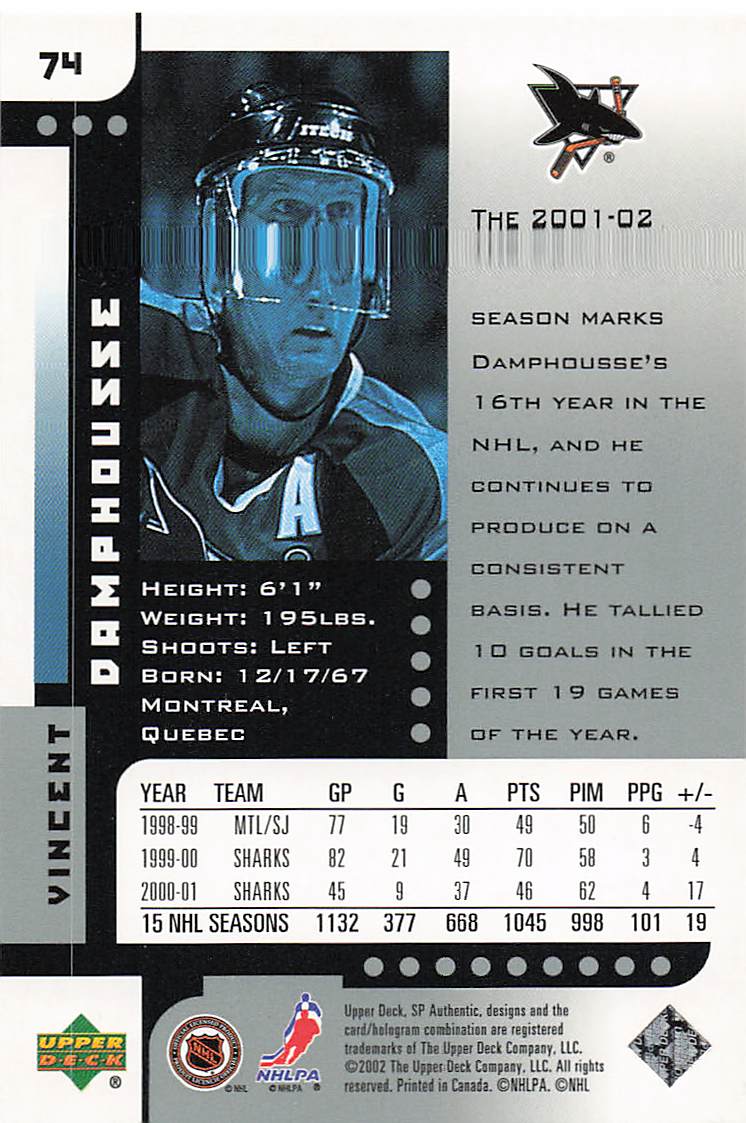 74
ITECH
A
THE 2001-02
SEASON MARKS
DAMPHOUSSE'S
16TH YEAR IN THE
NHL, AND HE
CONTINUES TO
PRODUCE ON A
CONSISTENT
BASIS. HE TALLIED
10 GOALS IN THE
FIRST 19 GAMES
OF THE YEAR.
VINCENT DAMPHOUSSE
HEIGHT: 6'1"
WEIGHT: 195LBS.
SHOOTS: LEFT
BORN: 12/17/67
MONTREAL,
QUEBEC
YEAR TEAM GP G A PTS PIM PPG +/-
1998-99 MTL/SJ 77 19 30 49 50 6 -4
1999-00 SHARKS 82 21 49 70 58 3 4
2000-01 SHARKS 45 9 37 46 62 4 17
15 NHL SEASONS 1132 377 668 1045 998 101 19
UPPER
DECK
®
NHL
© NHL
NHLPA
© NHLPA ®
Upper Deck, SP Authentic, designs and the
card/hologram combination are registered
trademarks of The Upper Deck Company, LLC.
©2002 The Upper Deck Company, LLC. All rights
reserved. Printed in Canada. ©NHLPA. ©NHL